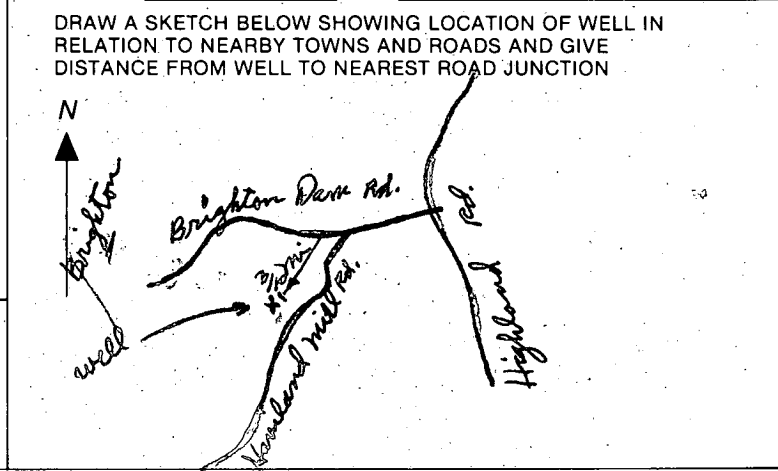 DRAW A SKETCH BELOW SHOWING LOCATION OF WELL IN
RELATION TO NEARBY TOWNS AND ROADS AND GIVE
DISTANCE FROM WELL TO NEAREST ROAD JUNCTION
N
Brighton
Brighton Dam Rd.
Highland Rd.
well
Haviland Mill Rd.